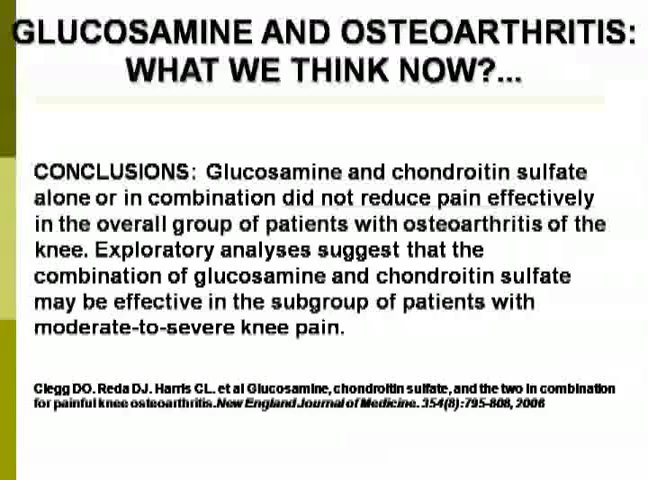 GLUCOSAMINE AND OSTEOARTHRITIS:
WHAT WE THINK NOW?...
CONCLUSIONS: Glucosamine and chondroitin sulfate
alone or in combination did not reduce pain effectively
in the overall group of patients with osteoarthritis of the
knee. Exploratory analyses suggest that the
combination of glucosamine and chondroitin sulfate
may be effective in the subgroup of patients with
moderate-to-severe knee pain.
Clegg DO. Reda DJ. Harris CL. et al Glucosamine, chondroitin sulfate, and the two in combination
for painful knee osteoarthritis. New England Journal of Medicine. 354(8):795-808, 2006